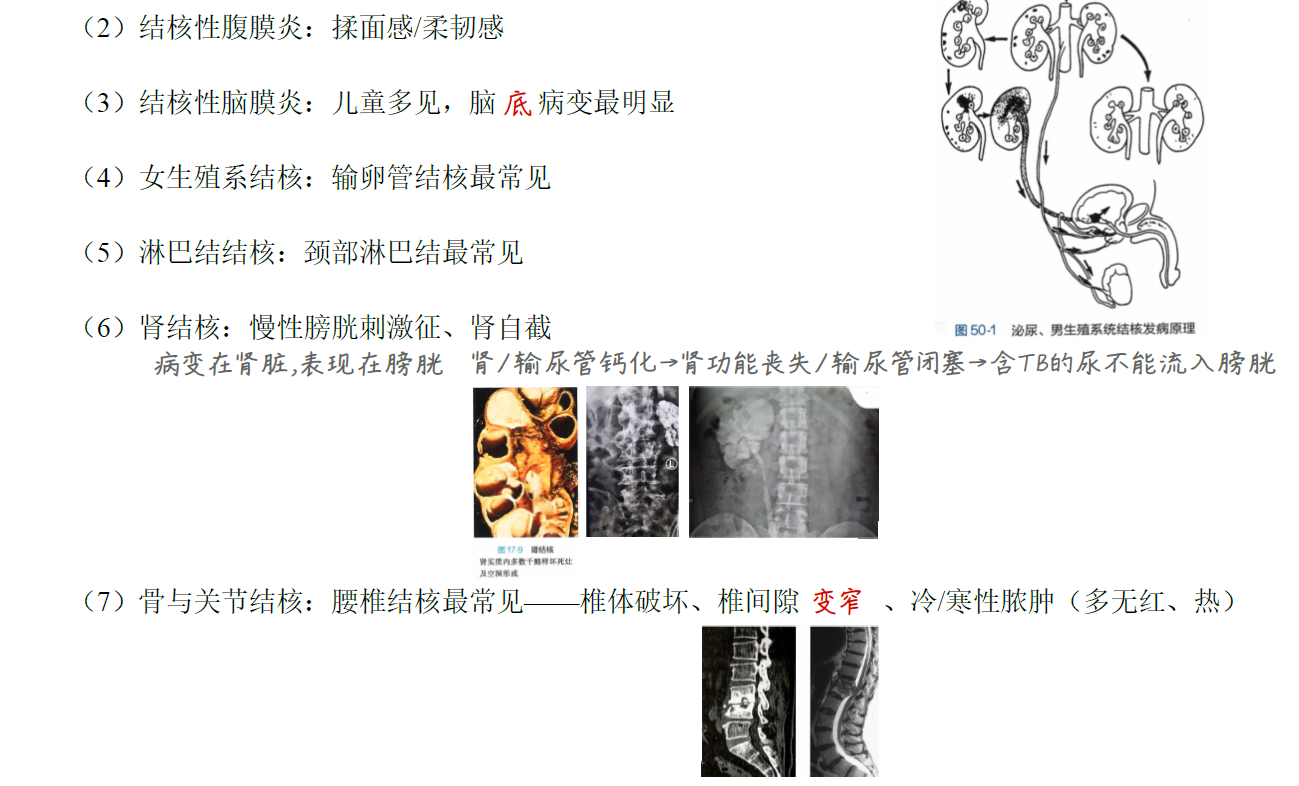 （2）结核性腹膜炎：揉面感/柔韧感
（3）结核性脑膜炎：儿童多见，脑 底 病变最明显
（4）女生殖系结核：输卵管结核最常见
（5）淋巴结结核：颈部淋巴结最常见
（6）肾结核：慢性膀胱刺激征、肾自截
图50-1 泌尿、男生殖系统结核发病原理
病变在肾脏,表现在膀胱 肾/输尿管钙化→肾功能丧失/输尿管闭塞→含TB的尿不能流入膀胱
L
图17-9 肾结核
肾实质内多数干酪样坏死灶
及空洞形成
（7）骨与关节结核：腰椎结核最常见——椎体破坏、椎间隙 变窄 、冷/寒性脓肿（多无红、热）